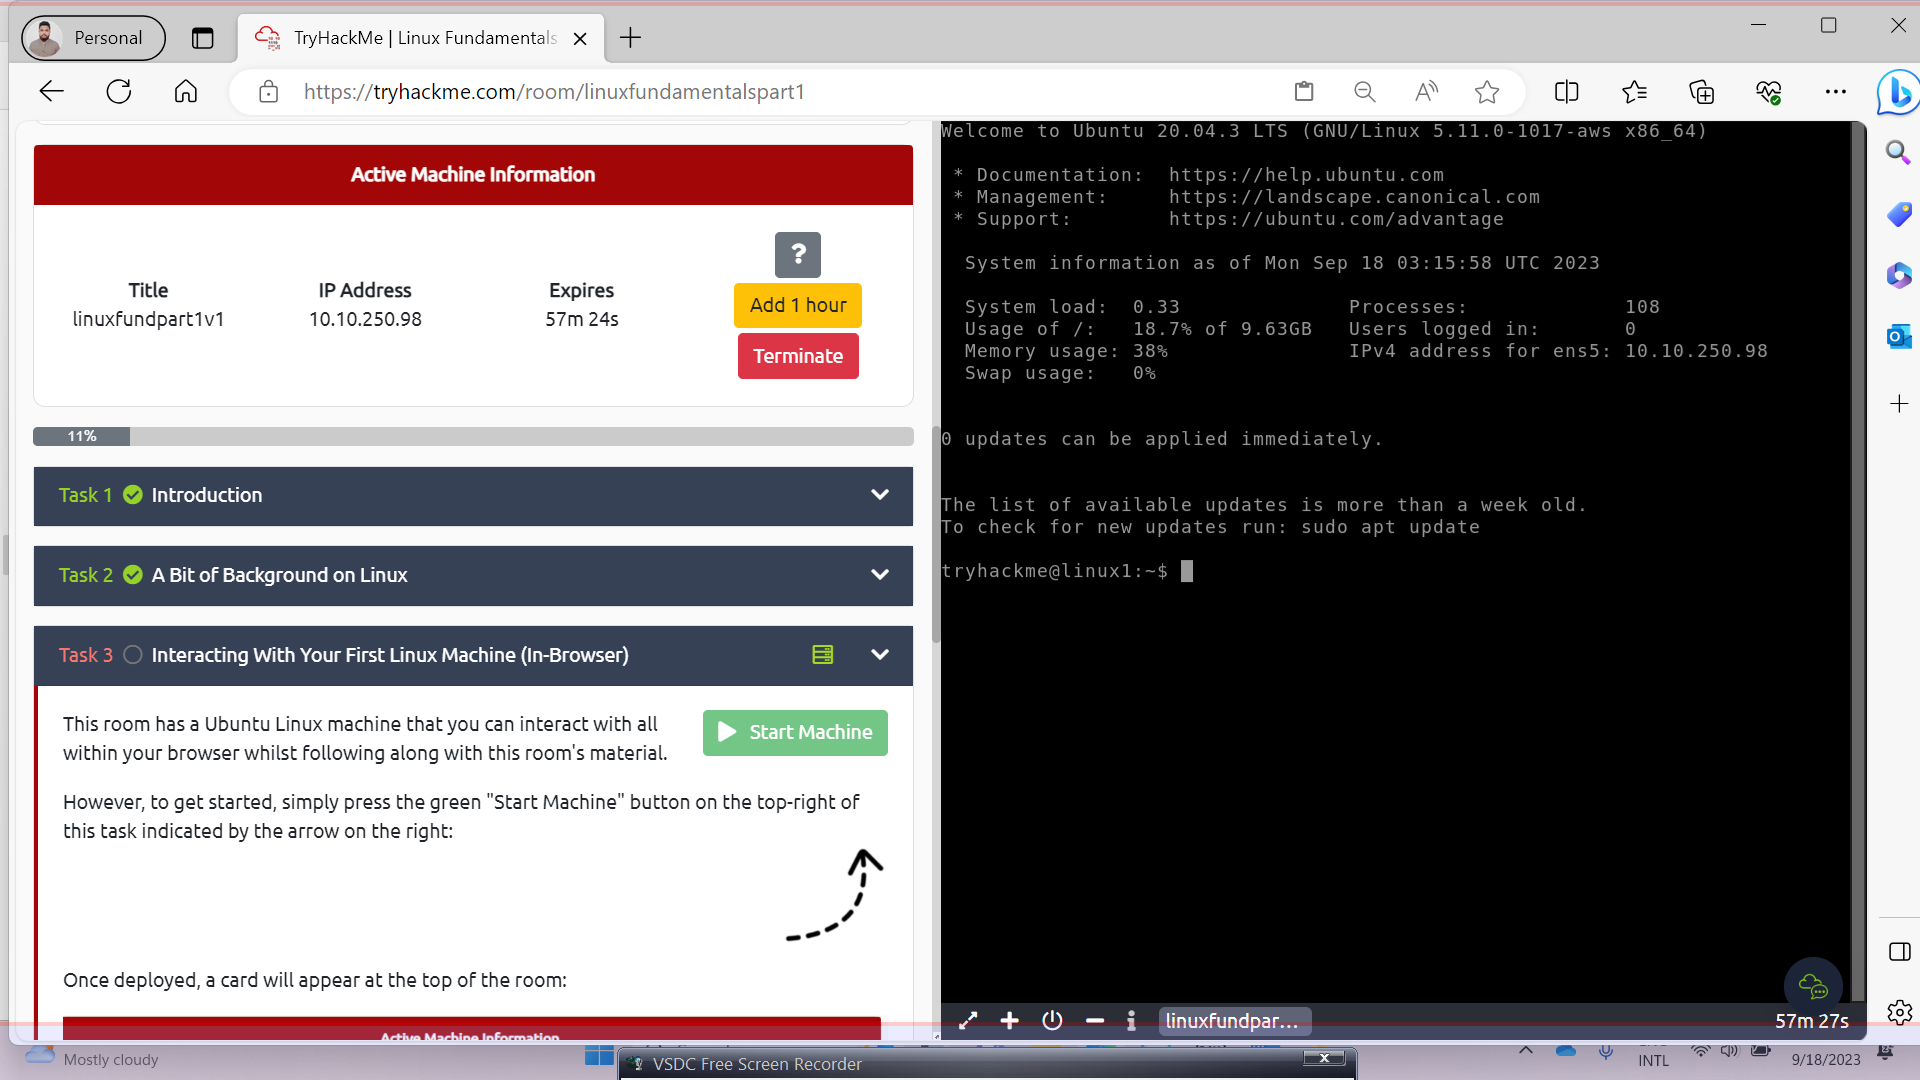 Personal
TryHackMe | Linux Fundamentals
https://tryhackme.com/room/linuxfundamentalspart1
Active Machine Information
?
Title
IP Address
Expires
Add 1 hour
linuxfundpart1v1
10.10.250.98
57m 24s
Terminate
11%
Task 1 Introduction
Task 2 A Bit of Background on Linux
Task 3 Interacting With Your First Linux Machine (In-Browser)
This room has a Ubuntu Linux machine that you can interact with all
within your browser whilst following along with this room's material.
Start Machine
However, to get started, simply press the green "Start Machine" button on the top-right of
this task indicated by the arrow on the right:
Once deployed, a card will appear at the top of the room:
Active Machine Information
Welcome to Ubuntu 20.04.3 LTS (GNU/Linux 5.11.0-1017-aws x86_64)
* Documentation:  https://help.ubuntu.com
* Management:     https://landscape.canonical.com
* Support:        https://ubuntu.com/advantage
System information as of Mon Sep 18 03:15:58 UTC 2023
System load:  0.33              Processes:             108
Usage of /:   18.7% of 9.63GB   Users logged in:       0
Memory usage: 38%               IPv4 address for ens5: 10.10.250.98
Swap usage:   0%
0 updates can be applied immediately.
The list of available updates is more than a week old.
To check for new updates run: sudo apt update
tryhackme@linux1:~$
linuxfundpar...
57m 27s
Mostly cloudy
VSDC Free Screen Recorder
INTL
9/18/2023